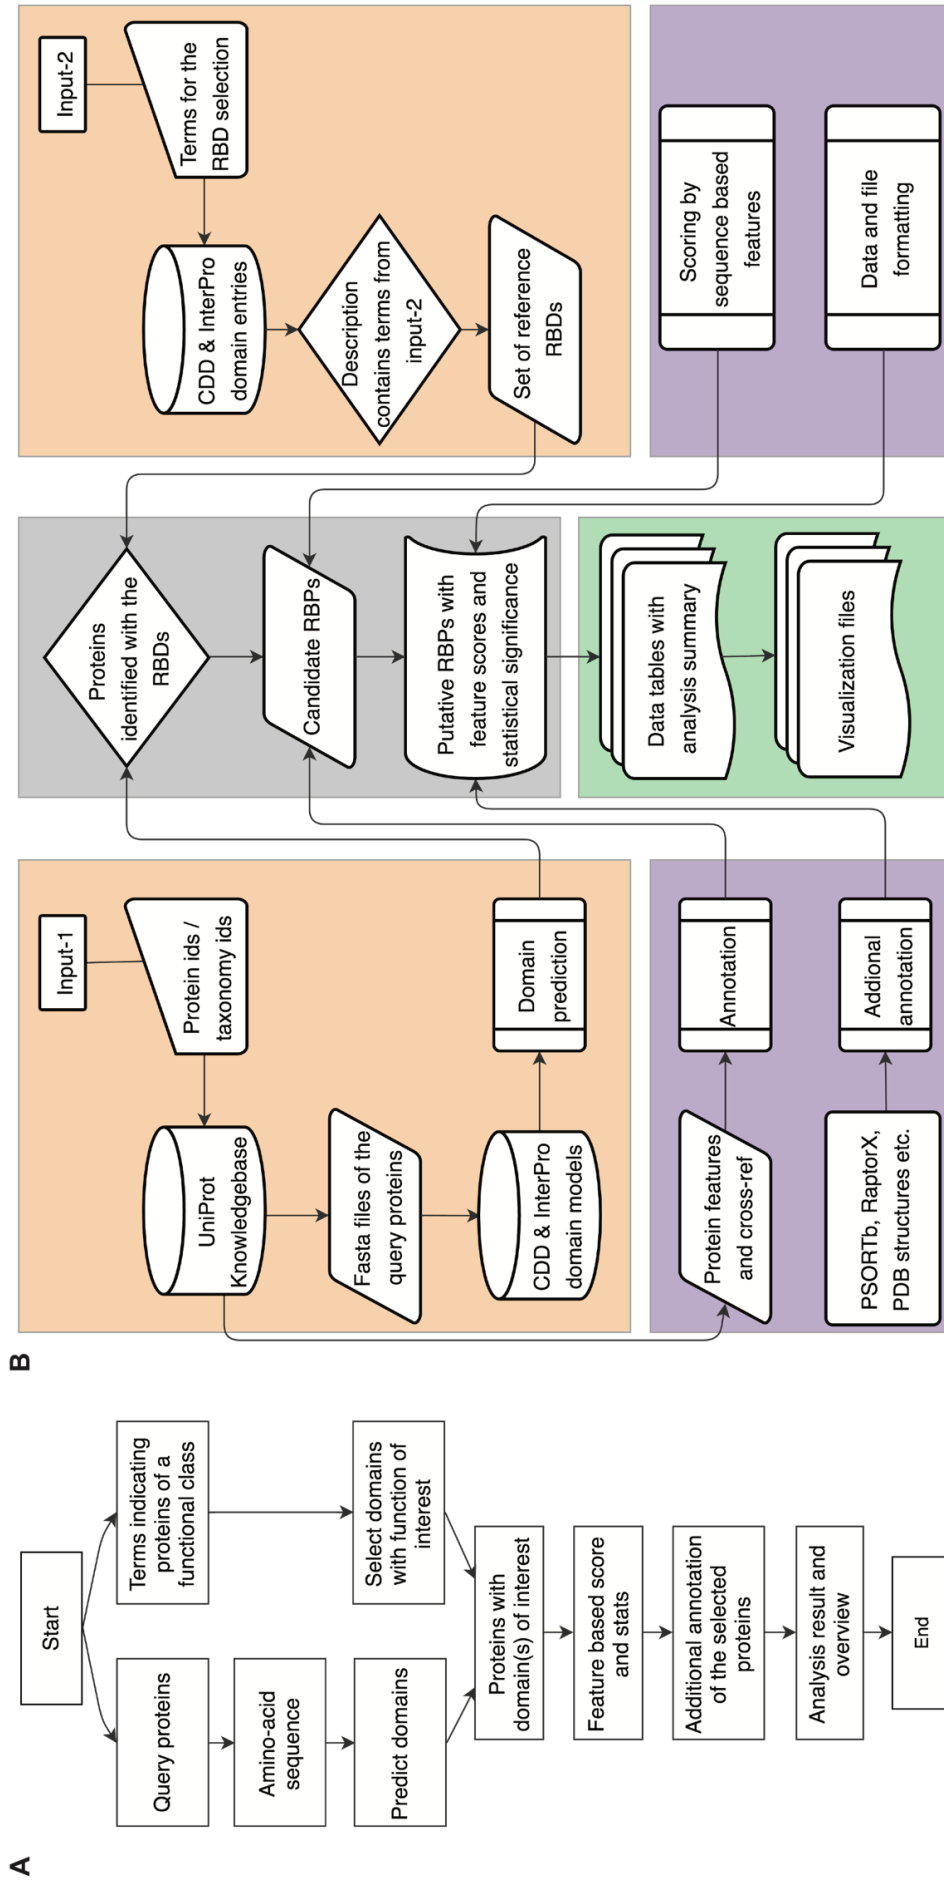 A
Start
Query proteins
Amino-acid
sequence
Predict domains
Terms indicating
proteins of a
functional class
Select domains
with function of
interest
Proteins with
domain(s) of interest
Feature based score
and stats
Additional annotation
of the selected
proteins
Analysis result and
overview
End
B
Input-1
Protein ids /
taxonomy ids
UniProt
Knowledgebase
Fasta files of the
query proteins
CDD & InterPro
domain models
Domain
prediction
Protein features
and cross-ref
Annotation
PSORTb, RaptorX,
PDB structures etc.
Addional
annotation
Proteins
identified with the
RBDs
Candidate RBPs
Putative RBPs with
feature scores and
statistical significance
Data tables with
analysis summary
Visualization files
Input-2
Terms for the
RBD selection
CDD & InterPro
domain entries
Description
contains terms from
input-2
Set of reference
RBDs
Scoring by
sequence based
features
Data and file
formatting